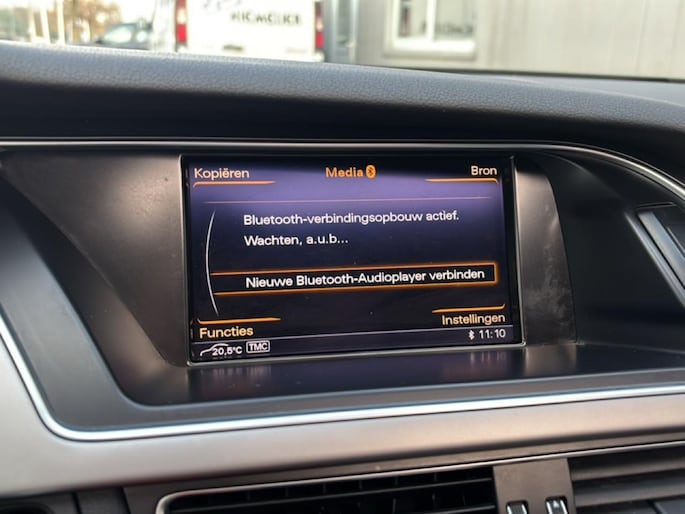 Kopiëren
Media
Bron
Bluetooth-verbindingsopbouw actief.
Wachten, a.u.b...
Nieuwe Bluetooth-Audioplayer verbinden
Functies
Instellingen
20,5°C
TMC
11:10